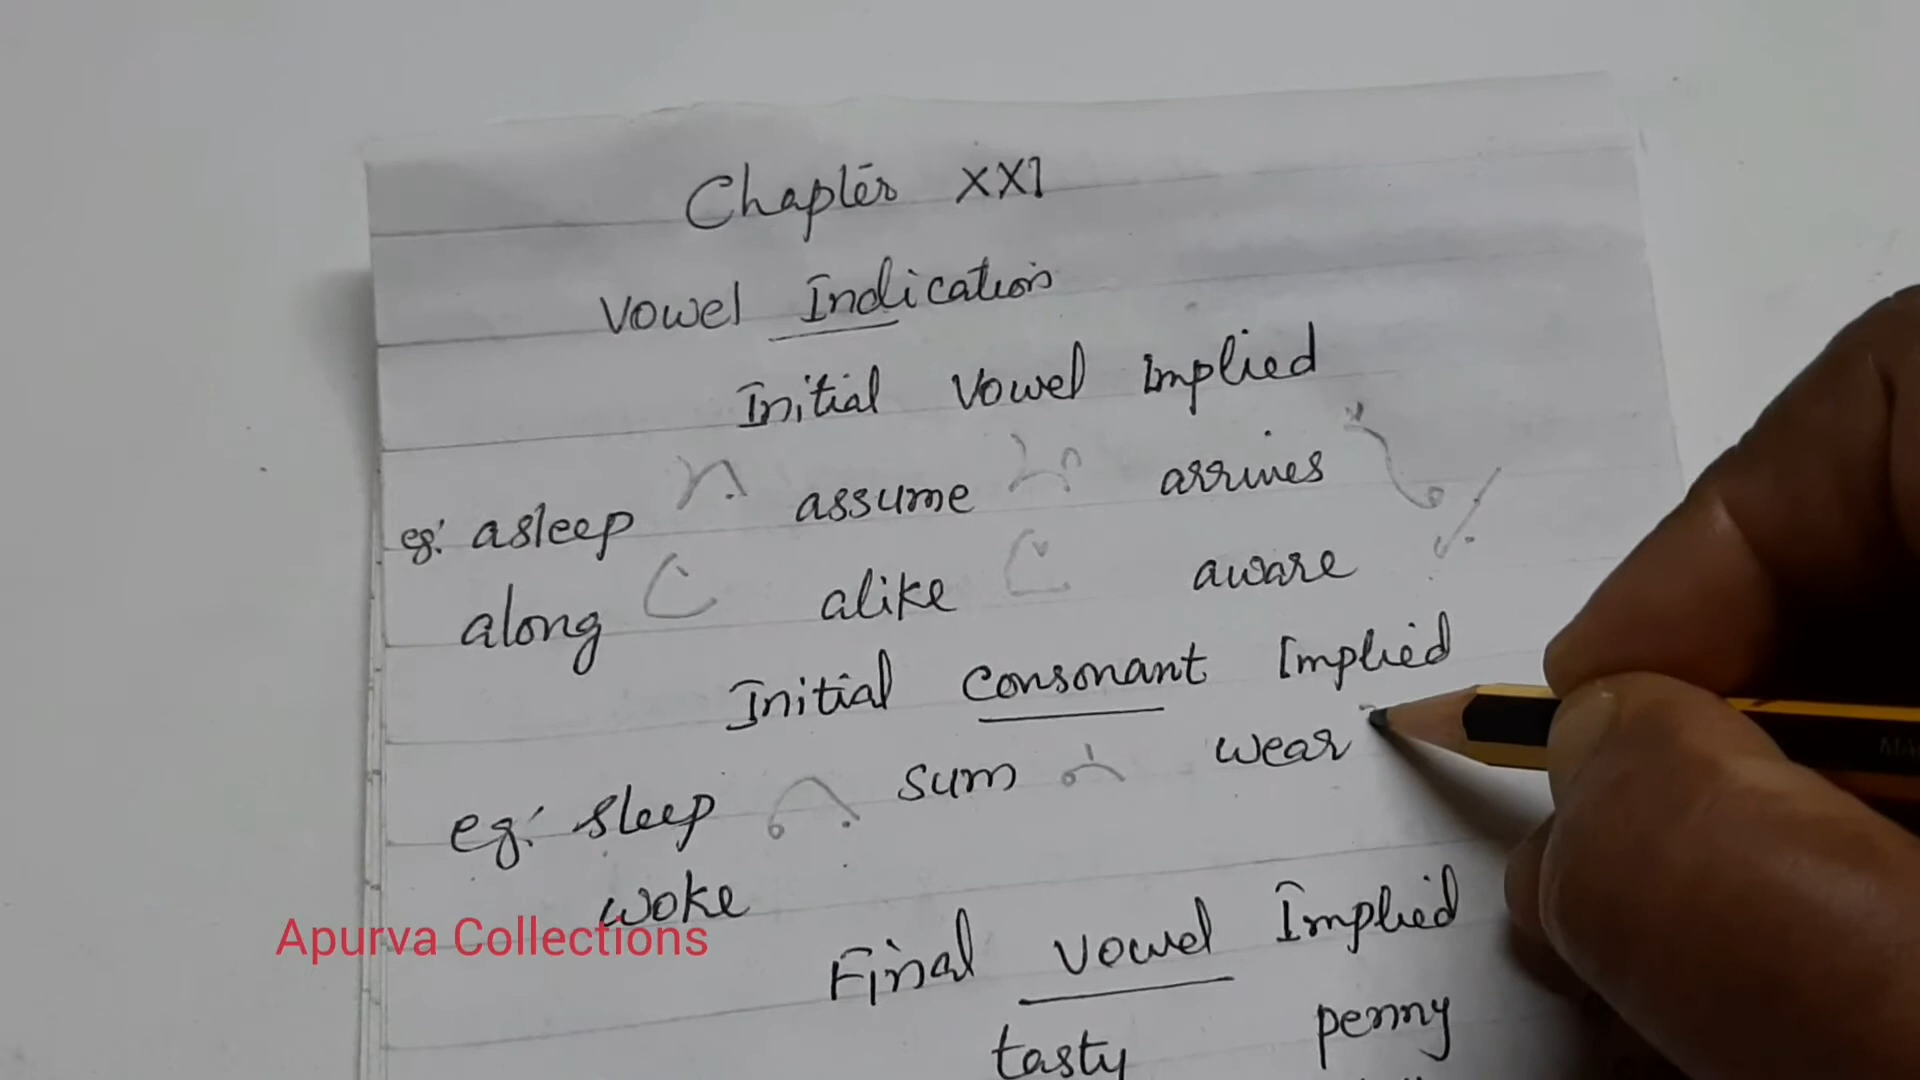 Chapter XXI
Vowel Indication
Initial Vowel Implied
eg: asleep assume arrives
along alike aware
Initial Consonant Implied
eg: sleep sum wear
woke
Apurva Collections
Final Vowel Implied
tasty penny